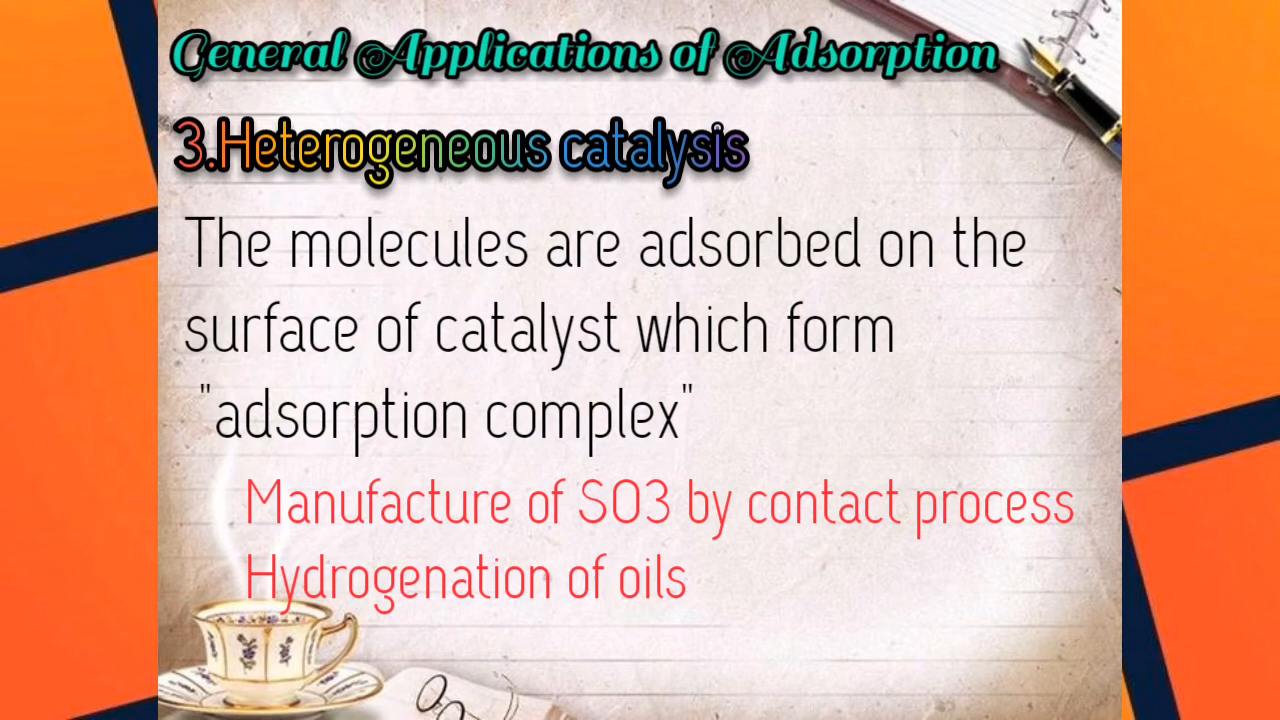 General Applications of Adsorption
3.Heterogeneous catalysis
The molecules are adsorbed on the
surface of catalyst which form
"adsorption complex"
Manufacture of SO3 by contact process
Hydrogenation of oils